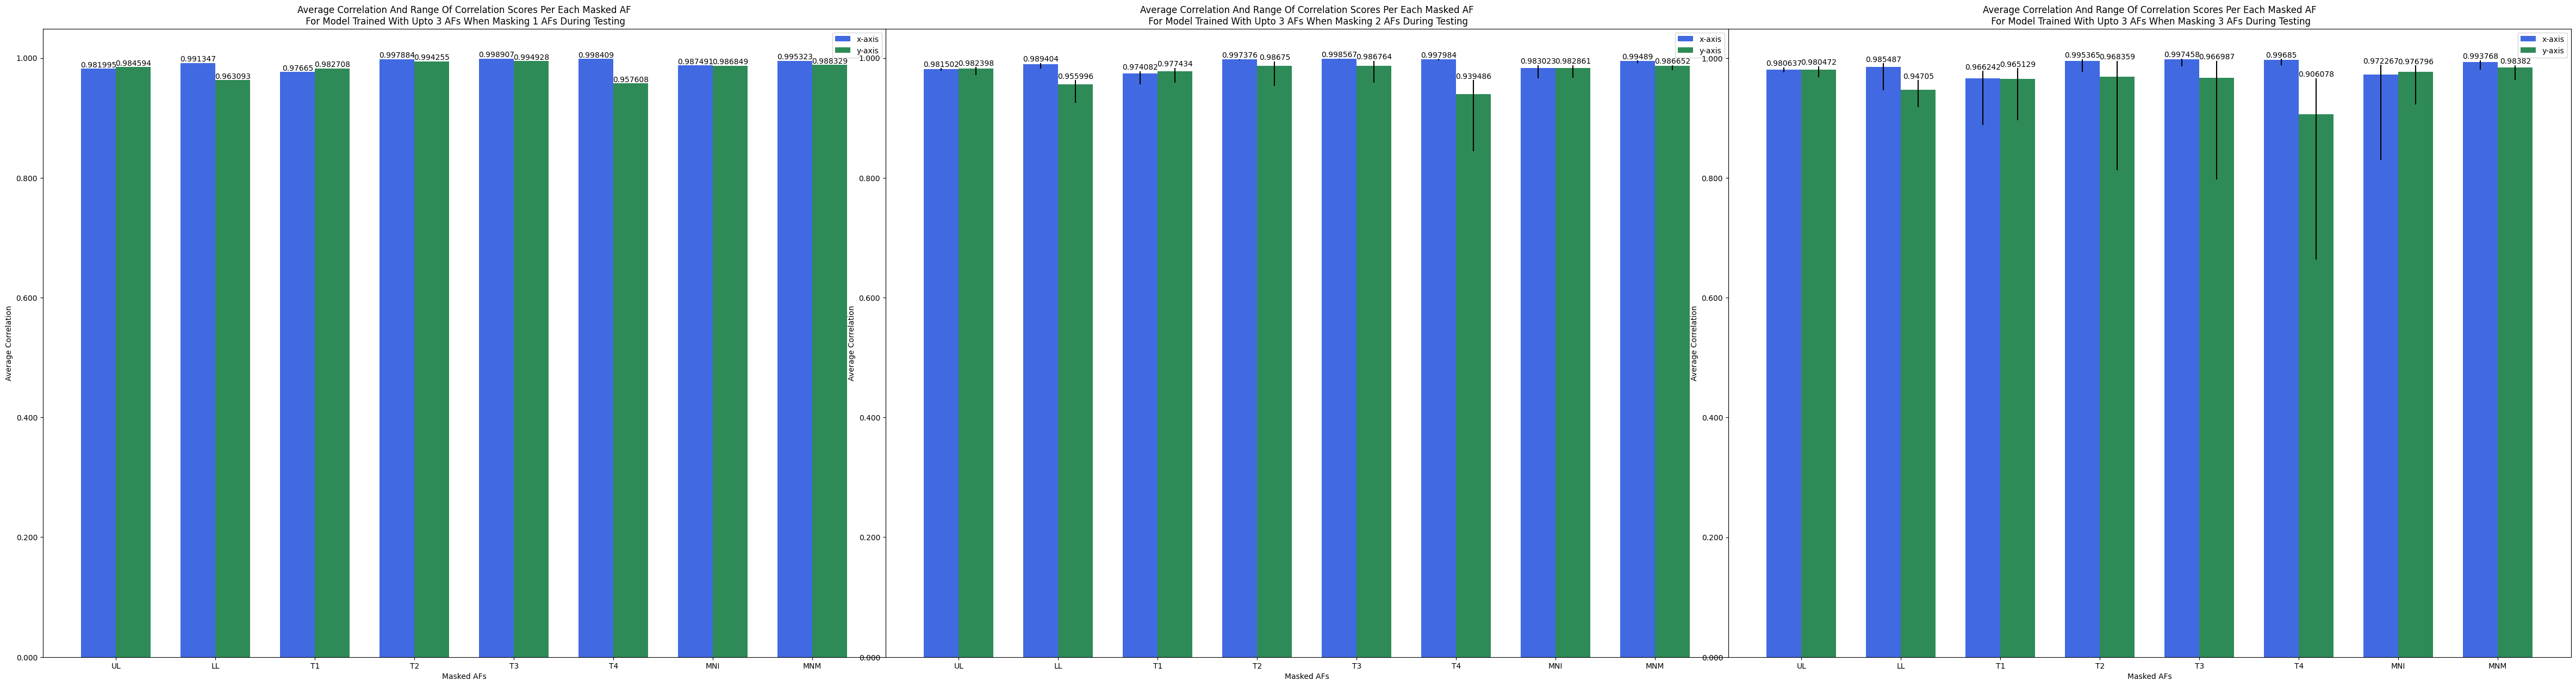 Average Correlation And Range Of Correlation Scores Per Each Masked AF
For Model Trained With Upto 3 AFs When Masking 1 AFs During Testing
x-axis
y-axis
1.000
0.800
0.600
0.400
0.200
0.000
Average Correlation
0.981995
0.984594
0.991347
0.963093
0.97665
0.982708
0.997884
0.994255
0.998907
0.994928
0.998409
0.957608
0.987491
0.986849
0.995323
0.988329
UL
LL
T1
T2
T3
T4
MNI
MNM
Masked AFs
Average Correlation And Range Of Correlation Scores Per Each Masked AF
For Model Trained With Upto 3 AFs When Masking 2 AFs During Testing
x-axis
y-axis
1.000
0.800
0.600
0.400
0.200
0.000
Average Correlation
0.981502
0.982398
0.989404
0.955996
0.974082
0.977434
0.997376
0.98675
0.998567
0.986764
0.997984
0.939486
0.983023
0.982861
0.99489
0.986652
UL
LL
T1
T2
T3
T4
MNI
MNM
Masked AFs
Average Correlation And Range Of Correlation Scores Per Each Masked AF
For Model Trained With Upto 3 AFs When Masking 3 AFs During Testing
x-axis
y-axis
1.000
0.800
0.600
0.400
0.200
0.000
Average Correlation
0.980637
0.980472
0.985487
0.94705
0.966242
0.965129
0.995365
0.968359
0.997458
0.966987
0.99685
0.906078
0.972267
0.976796
0.993768
0.98382
UL
LL
T1
T2
T3
T4
MNI
MNM
Masked AFs